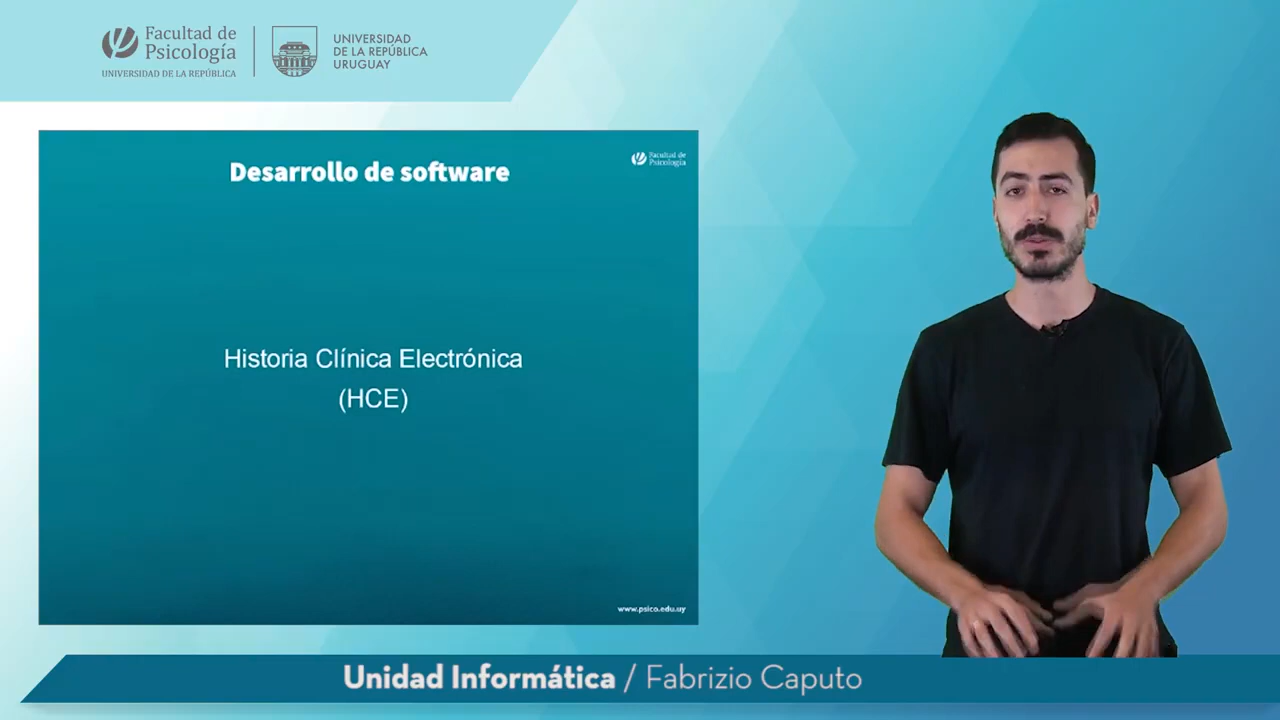 Facultad de
Psicología
UNIVERSIDAD DE LA REPÚBLICA
UNIVERSIDAD
DE LA REPÚBLICA
URUGUAY
Desarrollo de software
Facultad de
Psicología
Historia Clínica Electrónica
(HCE)
www.psico.edu.uy
Unidad Informática / Fabrizio Caputo